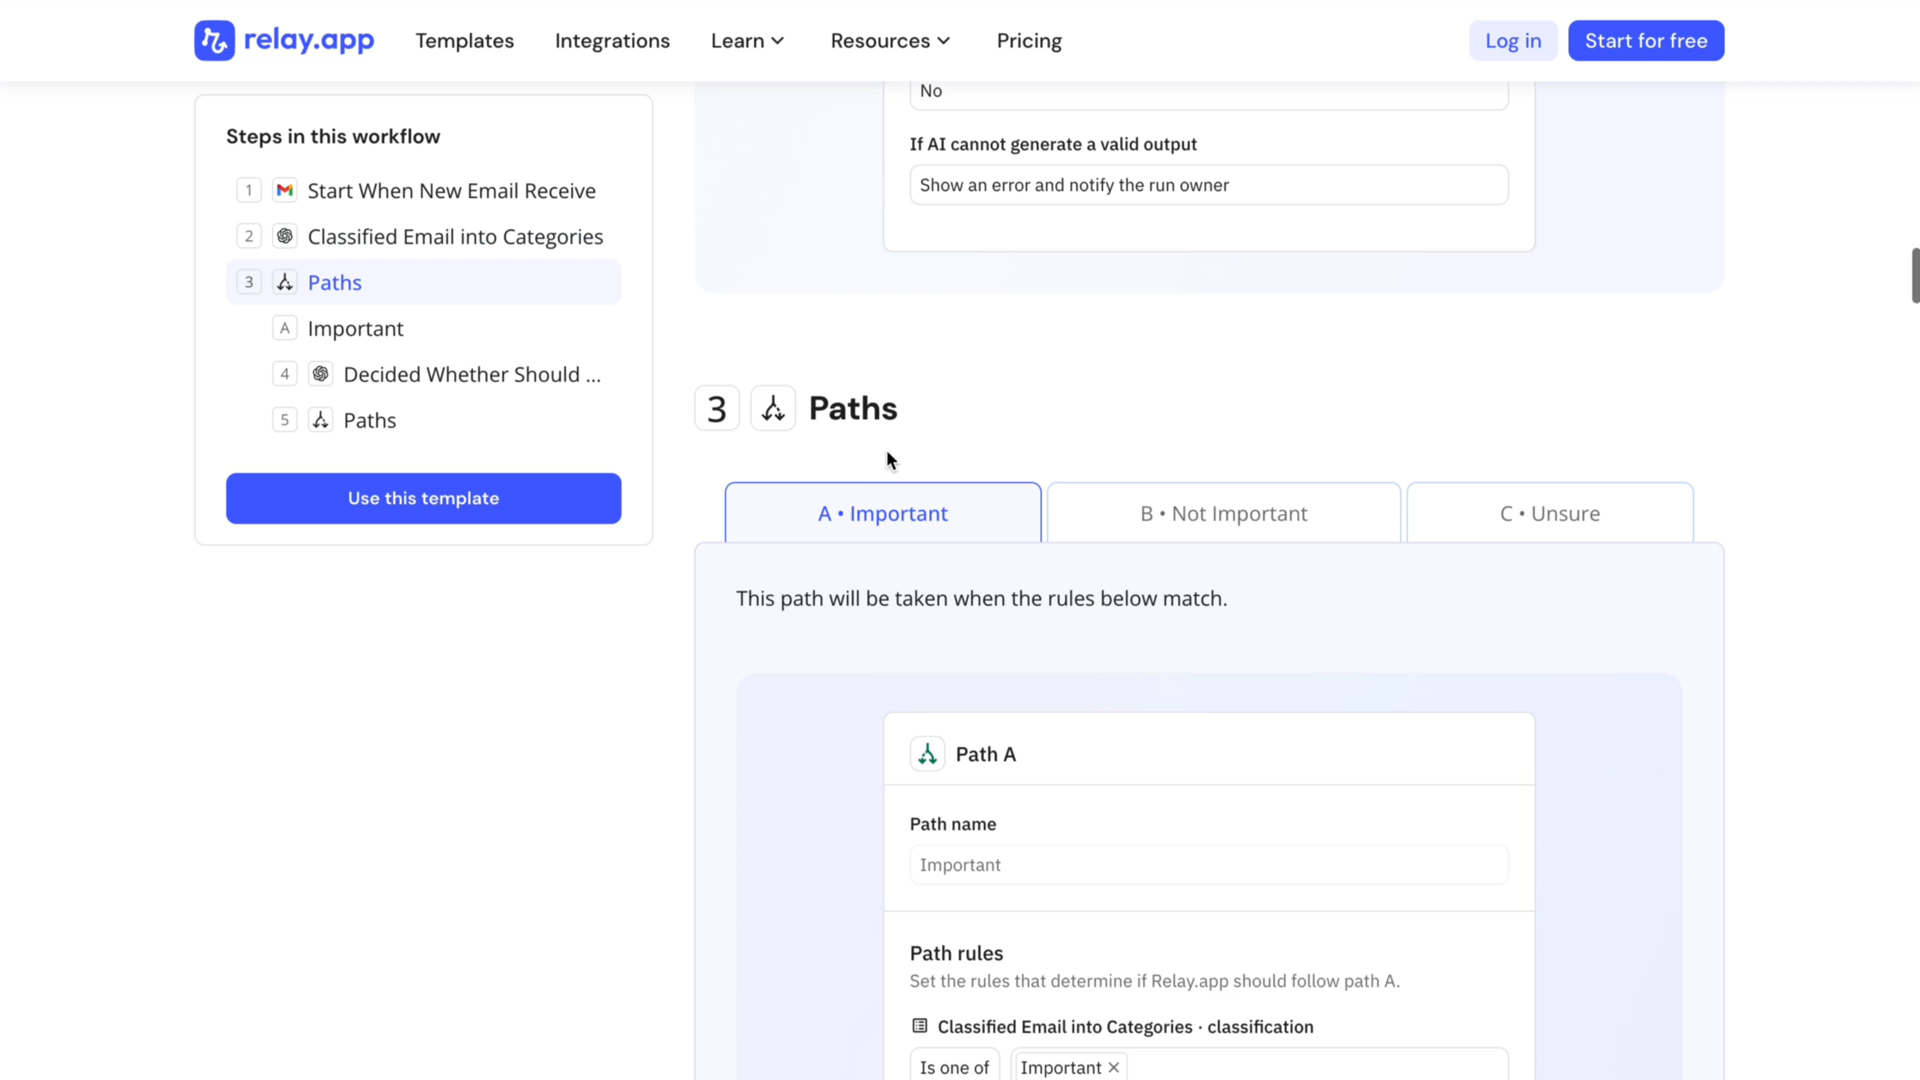 relay.app Templates Integrations Learn Resources Pricing Log in Start for free
Steps in this workflow
1 Start When New Email Receive
2 Classified Email into Categories
3 Paths
A Important
4 Decided Whether Should ...
5 Paths
Use this template
No
If AI cannot generate a valid output
Show an error and notify the run owner
3 Paths
A • Important B • Not Important C • Unsure
This path will be taken when the rules below match.
Path A
Path name
Important
Path rules
Set the rules that determine if Relay.app should follow path A.
Classified Email into Categories · classification
Is one of Important ×